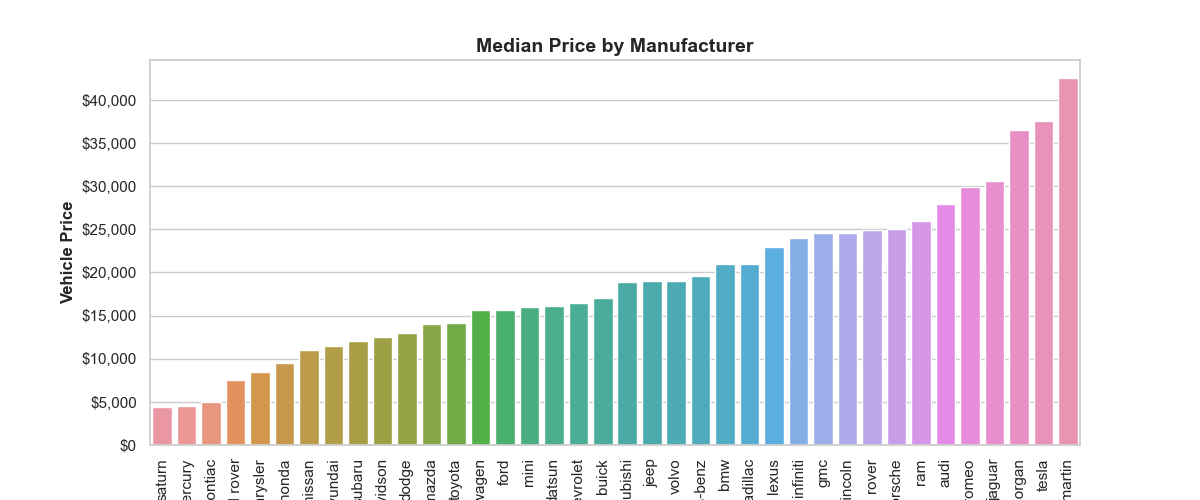 Median Price by Manufacturer
Vehicle Price
$40,000
$35,000
$30,000
$25,000
$20,000
$15,000
$10,000
$5,000
$0
saturn
ercury
ontiac
l rover
hrysler
honda
nissan
yundai
subaru
vidson
dodge
mazda
toyota
wagen
ford
mini
datsun
evrolet
buick
ubishi
jeep
volvo
-benz
bmw
adillac
lexus
infiniti
gmc
incoln
rover
orsche
ram
audi
romeo
jaguar
organ
tesla
martin